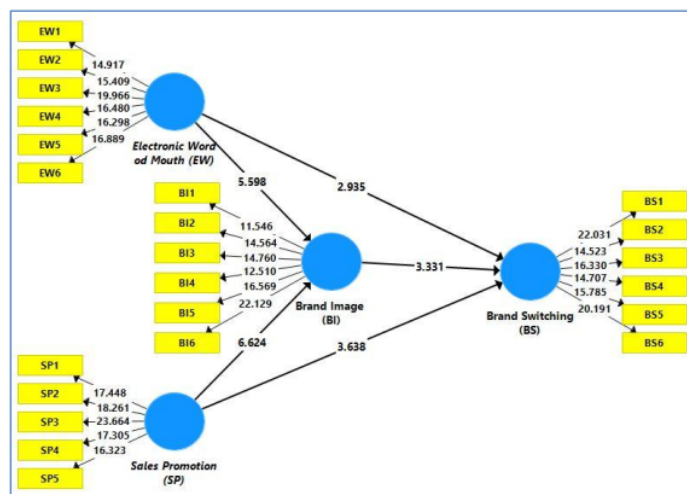 EW1
EW2
EW3
EW4
EW5
EW6
14.917
15.409
19.966
16.480
16.298
16.889
Electronic Word
od Mouth (EW)
5.598
2.935
BI1
BI2
BI3
BI4
BI5
BI6
11.546
14.564
14.760
12.510
16.569
22.129
Brand Image
(BI)
3.331
BS1
BS2
BS3
BS4
BS5
BS6
22.031
14.523
16.330
14.707
15.785
20.191
Brand Switching
(BS)
6.624
3.638
SP1
SP2
SP3
SP4
SP5
17.448
18.261
23.664
17.305
16.323
Sales Promotion
(SP)